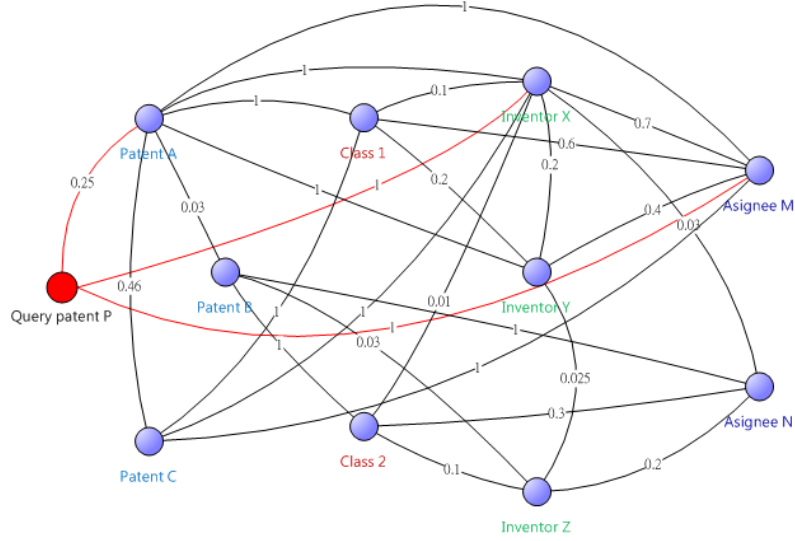 1
1
0.1
1
Inventor X
0.7
Patent A
Class 1
0.6
0.2
0.25
1
1
0.2
0.03
0.4
Asignee M
0.03
0.46
Patent B
Inventor Y
Query patent P
0.01
1
1
1
1
0.03
1
1
0.025
0.3
Asignee N
Patent C
Class 2
0.1
0.2
Inventor Z